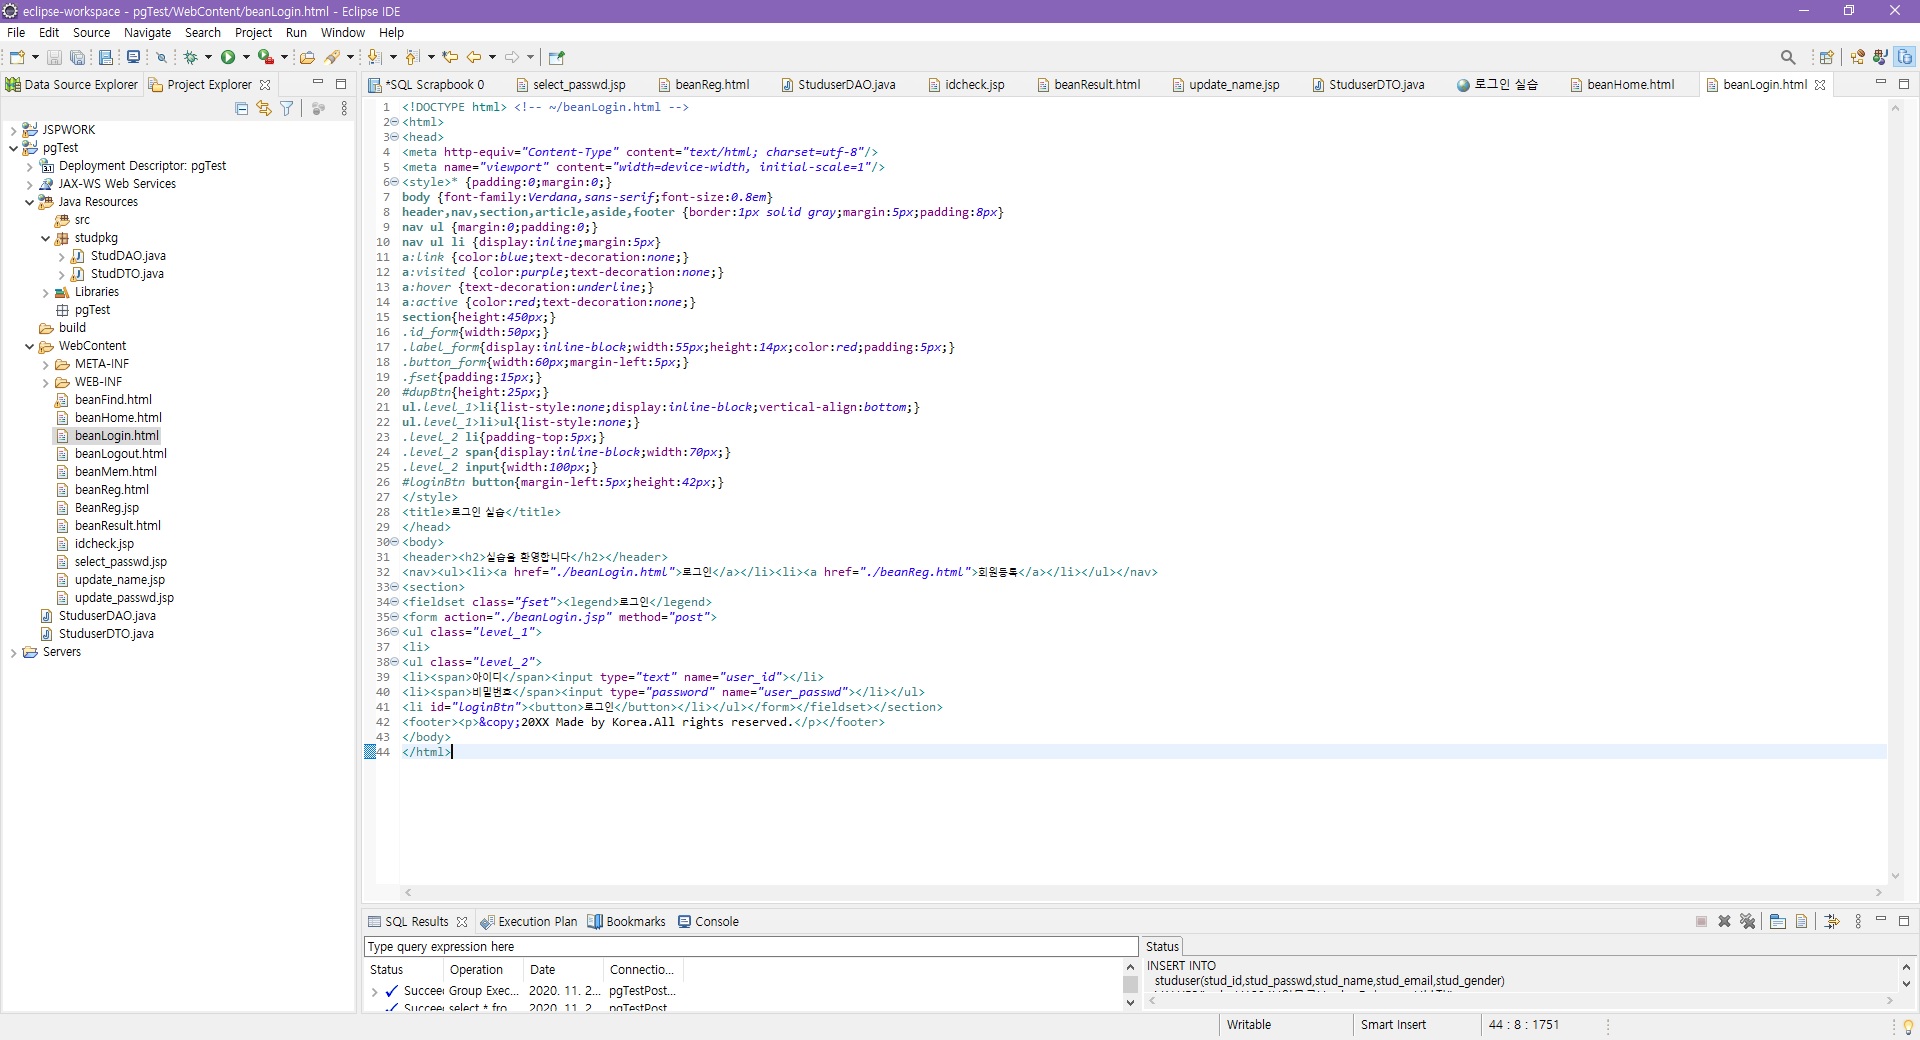 eclipse-workspace - pgTest/WebContent/beanLogin.html - Eclipse IDE
File Edit Source Navigate Search Project Run Window Help
Data Source Explorer Project Explorer
*SQL Scrapbook 0 select_passwd.jsp beanReg.html StuduserDAO.java idcheck.jsp beanResult.html update_name.jsp StuduserDTO.java 로그인 실습 beanHome.html beanLogin.html
JSPWORK
pgTest
Deployment Descriptor: pgTest
JAX-WS Web Services
Java Resources
src
studpkg
StudDAO.java
StudDTO.java
Libraries
pgTest
build
WebContent
META-INF
WEB-INF
beanFind.html
beanHome.html
beanLogin.html
beanLogout.html
beanMem.html
beanReg.html
BeanReg.jsp
beanResult.html
idcheck.jsp
select_passwd.jsp
update_name.jsp
update_passwd.jsp
StuduserDAO.java
StuduserDTO.java
Servers
1 <!DOCTYPE html> <!-- ~/beanLogin.html -->
2 <html>
3 <head>
4 <meta http-equiv="Content-Type" content="text/html; charset=utf-8"/>
5 <meta name="viewport" content="width=device-width, initial-scale=1"/>
6 <style>* {padding:0;margin:0;}
7 body {font-family:Verdana,sans-serif;font-size:0.8em}
8 header,nav,section,article,aside,footer {border:1px solid gray;margin:5px;padding:8px}
9 nav ul {margin:0;padding:0;}
10 nav ul li {display:inline;margin:5px}
11 a:link {color:blue;text-decoration:none;}
12 a:visited {color:purple;text-decoration:none;}
13 a:hover {text-decoration:underline;}
14 a:active {color:red;text-decoration:none;}
15 section{height:450px;}
16 .id_form{width:50px;}
17 .label_form{display:inline-block;width:55px;height:14px;color:red;padding:5px;}
18 .button_form{width:60px;margin-left:5px;}
19 .fset{padding:15px;}
20 #dupBtn{height:25px;}
21 ul.level_1>li{list-style:none;display:inline-block;vertical-align:bottom;}
22 ul.level_1>li>ul{list-style:none;}
23 .level_2 li{padding-top:5px;}
24 .level_2 span{display:inline-block;width:70px;}
25 .level_2 input{width:100px;}
26 #loginBtn button{margin-left:5px;height:42px;}
27 </style>
28 <title>로그인 실습</title>
29 </head>
30 <body>
31 <header><h2>실습을 환영합니다</h2></header>
32 <nav><ul><li><a href="./beanLogin.html">로그인</a></li><li><a href="./beanReg.html">회원등록</a></li></ul></nav>
33 <section>
34 <fieldset class="fset"><legend>로그인</legend>
35 <form action="./beanLogin.jsp" method="post">
36 <ul class="level_1">
37 <li>
38 <ul class="level_2">
39 <li><span>아이디</span><input type="text" name="user_id"></li>
40 <li><span>비밀번호</span><input type="password" name="user_passwd"></li></ul>
41 <li id="loginBtn"><button>로그인</button></li></ul></form></fieldset></section>
42 <footer><p>&copy;20XX Made by Korea.All rights reserved.</p></footer>
43 </body>
44 </html>
SQL Results Execution Plan Bookmarks Console
Type query expression here
Status Operation Date Connectio...
Succee Group Exec... 2020. 11. 2... pgTestPost...
Succee select * fro 2020. 11. 2 pgTestPost
Status
INSERT INTO
studuser(stud_id,stud_passwd,stud_name,stud_email,stud_gender)
Writable Smart Insert 44 : 8 : 1751